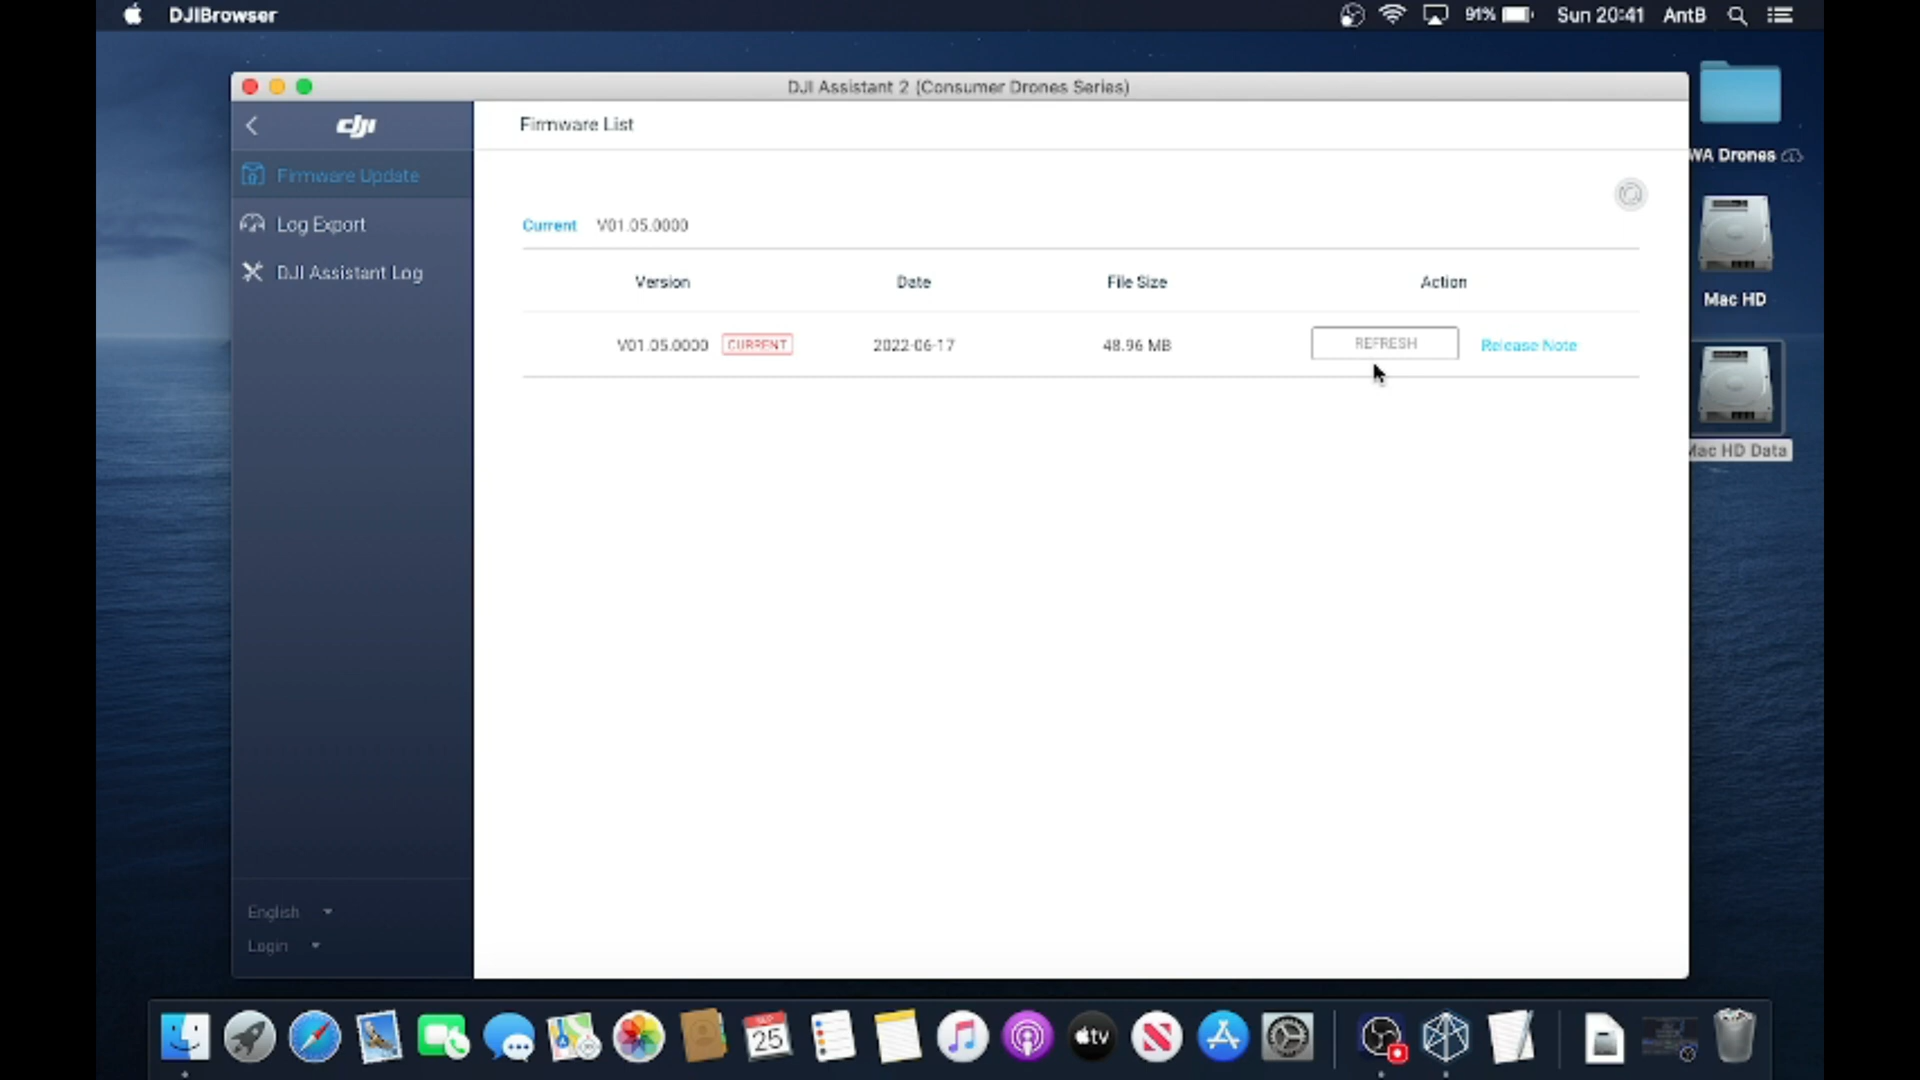 DJIBrowser
91%
Sun 20:41
AntB
DJI Assistant 2 (Consumer Drones Series)
dji
Firmware List
WA Drones
Firmware Update
Log Export
Current V01.05.0000
DJI Assistant Log
Version Date File Size Action
Mac HD
V01.05.0000 CURRENT 2022-06-17 48.96 MB REFRESH Release Note
Mac HD Data
English
Login
SEP
25
tv